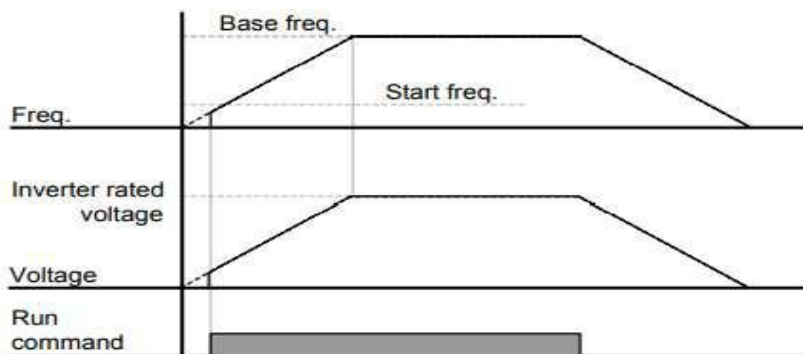 Base freq.
Start freq.
Freq.
Inverter rated
voltage
Voltage
Run
command